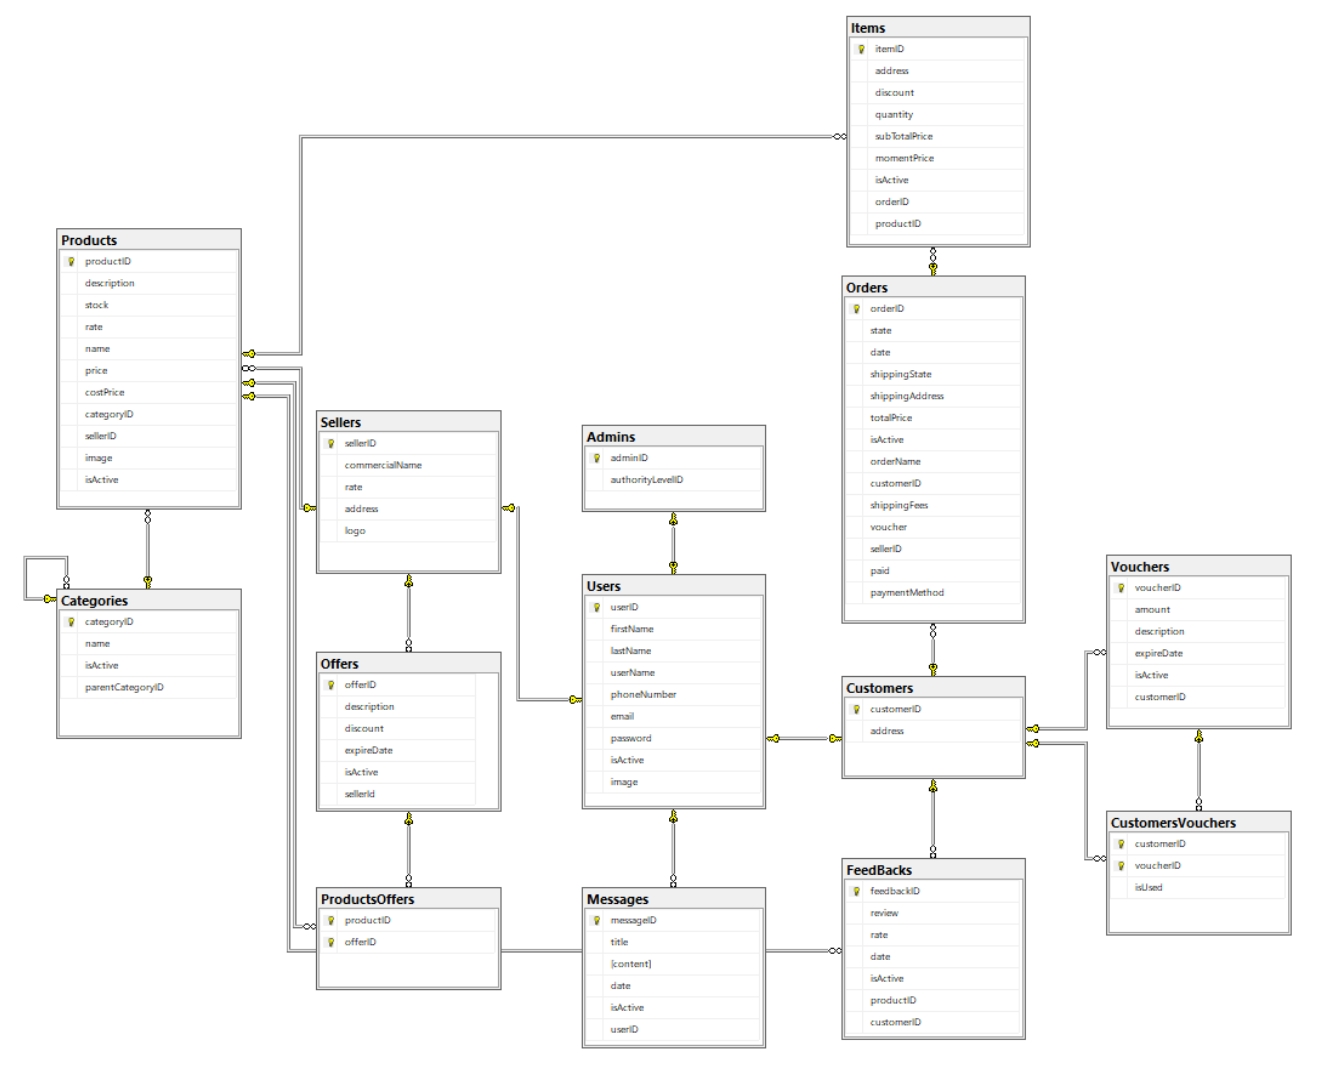 Items
itemID
address
discount
quantity
subTotalPrice
momentPrice
isActive
orderID
productID
Products
productID
description
stock
rate
name
price
costPrice
categoryID
sellerID
image
isActive
Orders
orderID
state
date
shippingState
shippingAddress
totalPrice
isActive
orderName
customerID
shippingFees
voucher
sellerID
paid
paymentMethod
Sellers
sellerID
commercialName
rate
address
logo
Admins
adminID
authorityLevelID
Categories
categoryID
name
isActive
parentCategoryID
Users
userID
firstName
lastName
userName
phoneNumber
email
password
isActive
image
Vouchers
voucherID
amount
description
expireDate
isActive
customerID
Offers
offerID
description
discount
expireDate
isActive
sellerId
Customers
customerID
address
CustomersVouchers
customerID
voucherID
isUsed
ProductsOffers
productID
offerID
Messages
messageID
title
[content]
date
isActive
userID
FeedBacks
feedbackID
review
rate
date
isActive
productID
customerID